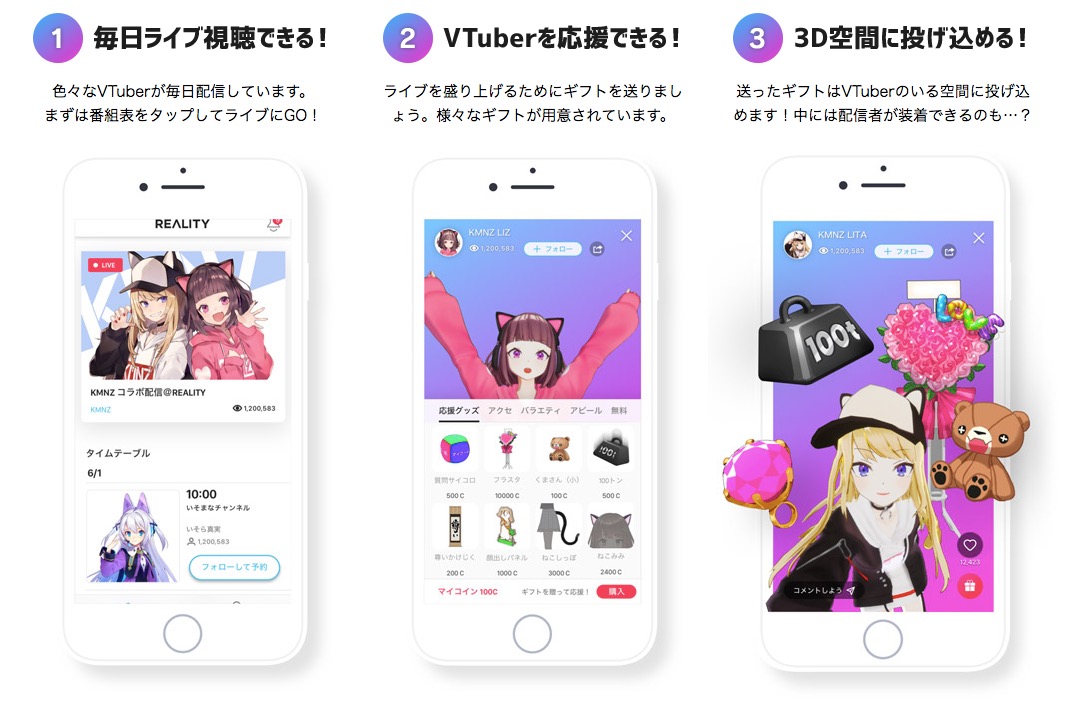 1 毎日ライブ視聴できる!
色々なVTuberが毎日配信しています。
まずは番組表をタップしてライブにGO!
REALITY
LIVE
KMNZ コラボ配信@REALITY
KMNZ
1,200,583
タイムテーブル
6/1
10:00
いそまなチャンネル
いそら真実
1,200,583
フォローして予約
2 VTuberを応援できる!
ライブを盛り上げるためにギフトを送りまし
ょう。様々なギフトが用意されています。
KMNZ LIZ
1,200,583
+ フォロー
応援グッズ アクセ バラエティ アピール 無料
100t
質問サイコロ フラスタ くまさん(小) 100トン
500 C 10000 C 100 C 500 C
尊いかけじく 顔出しパネル ねこしっぽ ねこみみ
200 C 1000 C 3000 C 2400 C
マイコイン 100C ギフトを贈って応援! 購入
3 3D空間に投げ込める!
送ったギフトはVTuberのいる空間に投げ込
めます!中には配信者が装着できるのも…?
KMNZ LITA
1,200,583
+ フォロー
LOVE
100t
12,423
コメントしよう